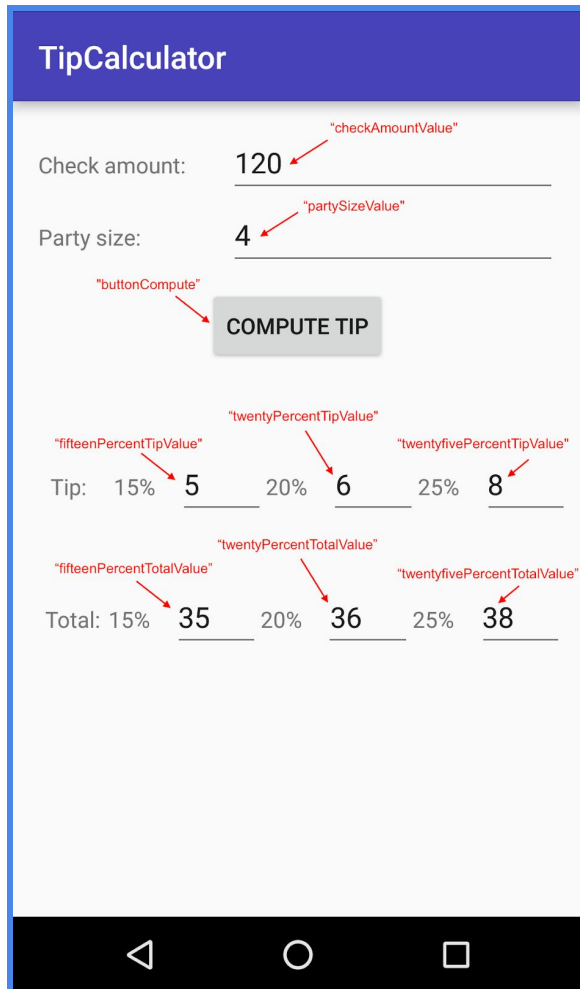 TipCalculator
“checkAmountValue"
Check amount: 120
“partySizeValue"
Party size: 4
"buttonCompute”
COMPUTE TIP
“twentyPercentTipValue"
“fifteenPercentTipValue" “twentyfivePercentTipValue"
Tip: 15% 5 20% 6 25% 8
“twentyPercentTotalValue”
“fifteenPercentTotalValue” “twentyfivePercentTotalValue”
Total: 15% 35 20% 36 25% 38